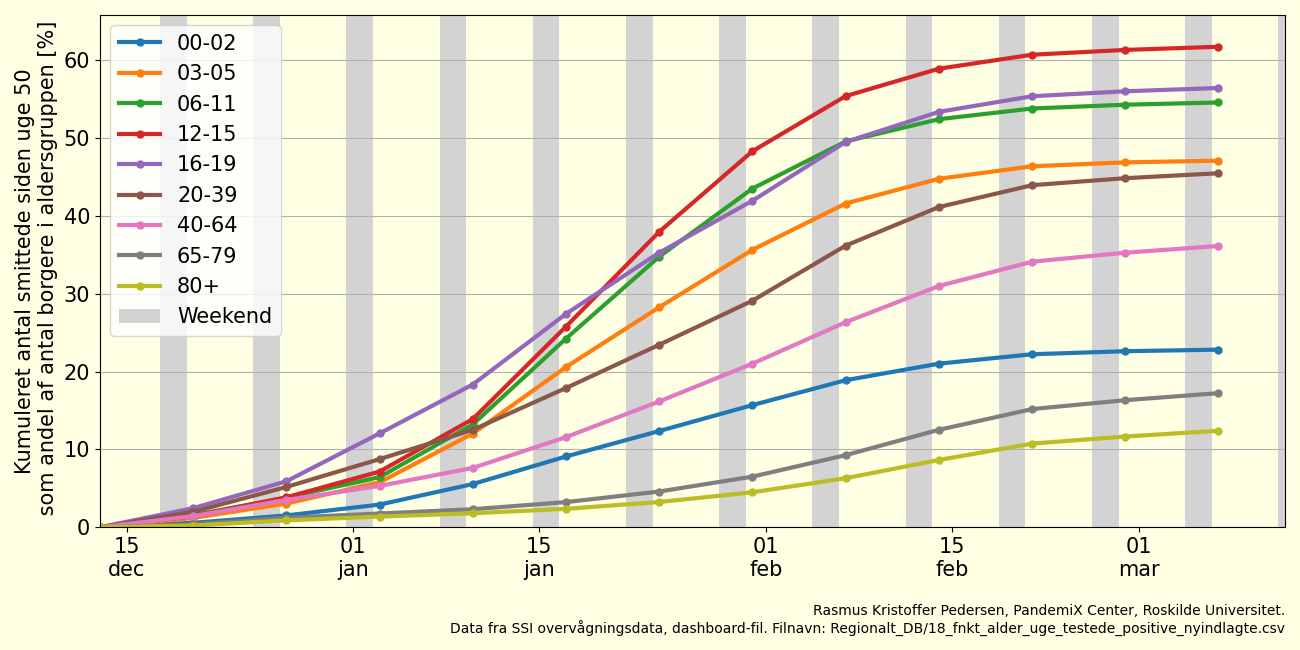 Kumuleret antal smittede siden uge 50
som andel af antal borgere i aldersgruppen [%]
60
50
40
30
20
10
0
00-02
03-05
06-11
12-15
16-19
20-39
40-64
65-79
80+
Weekend
15
dec
01
jan
15
jan
01
feb
15
feb
01
mar
Rasmus Kristoffer Pedersen, PandemiX Center, Roskilde Universitet.
Data fra SSI overvågningsdata, dashboard-fil. Filnavn: Regionalt_DB/18_fnkt_alder_uge_testede_positive_nyindlagte.csv